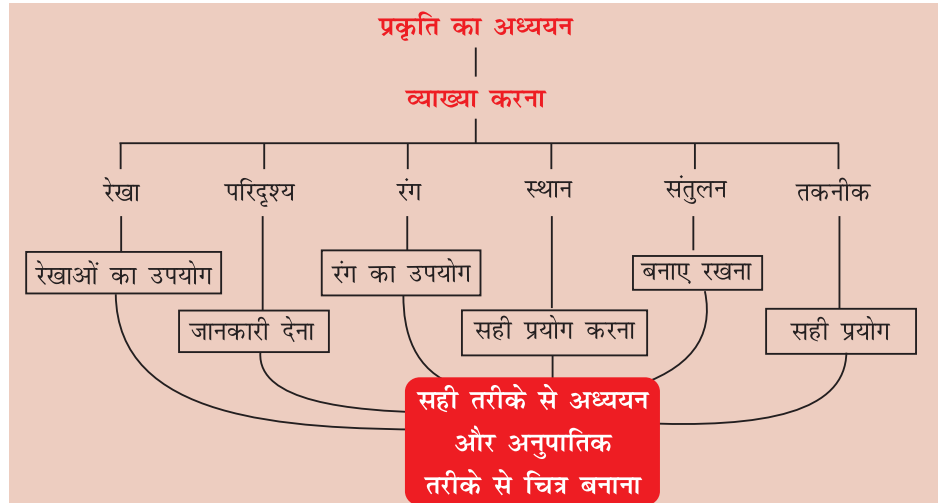 प्रकृति का अध्ययन
व्याख्या करना
रेखा
परिदृश्य
रंग
स्थान
संतुलन
तकनीक
रेखाओं का उपयोग
जानकारी देना
रंग का उपयोग
सही प्रयोग करना
बनाए रखना
सही प्रयोग
सही तरीके से अध्ययन
और अनुपातिक
तरीके से चित्र बनाना